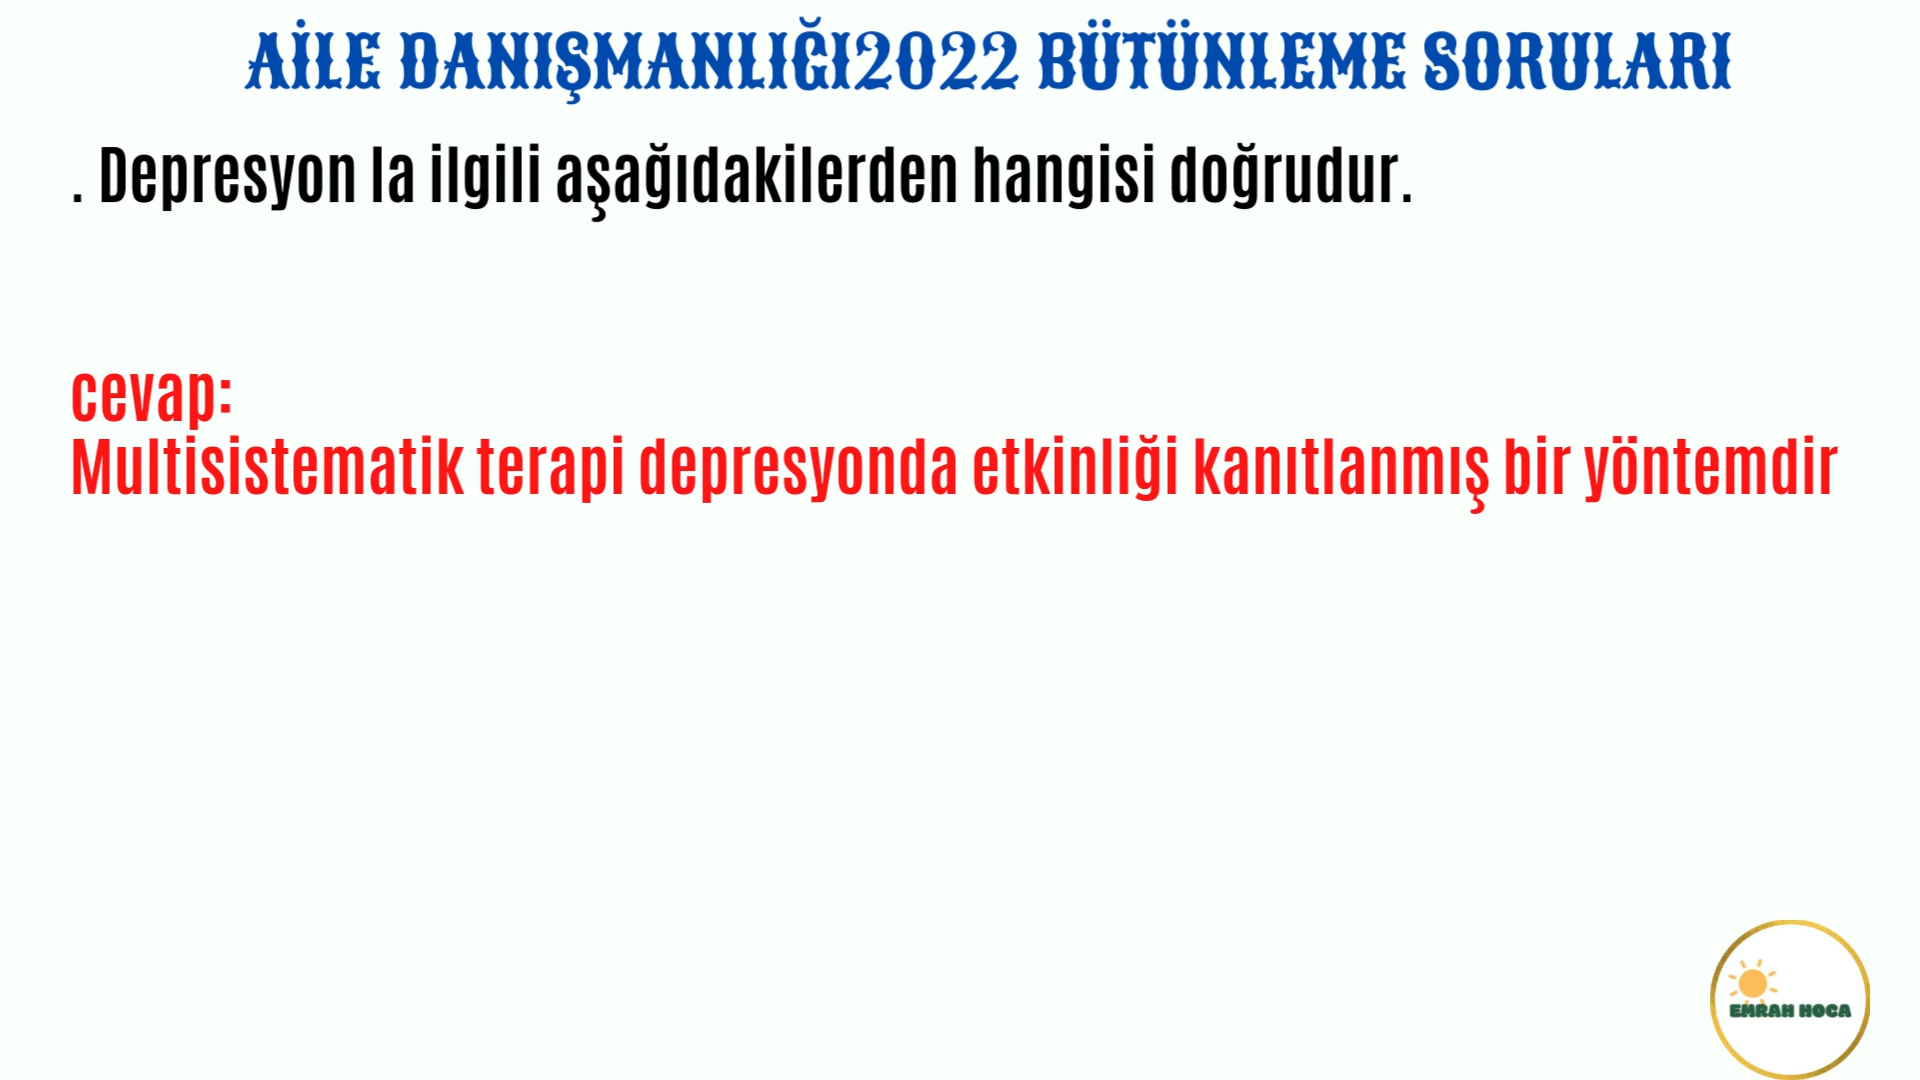 AİLE DANIŞMANLIĞI2022 BÜTÜNLEME SORULARI
. Depresyon la ilgili aşağıdakilerden hangisi doğrudur.
cevap:
Multisistematik terapi depresyonda etkinliği kanıtlanmış bir yöntemdir
EMRAH HOCA